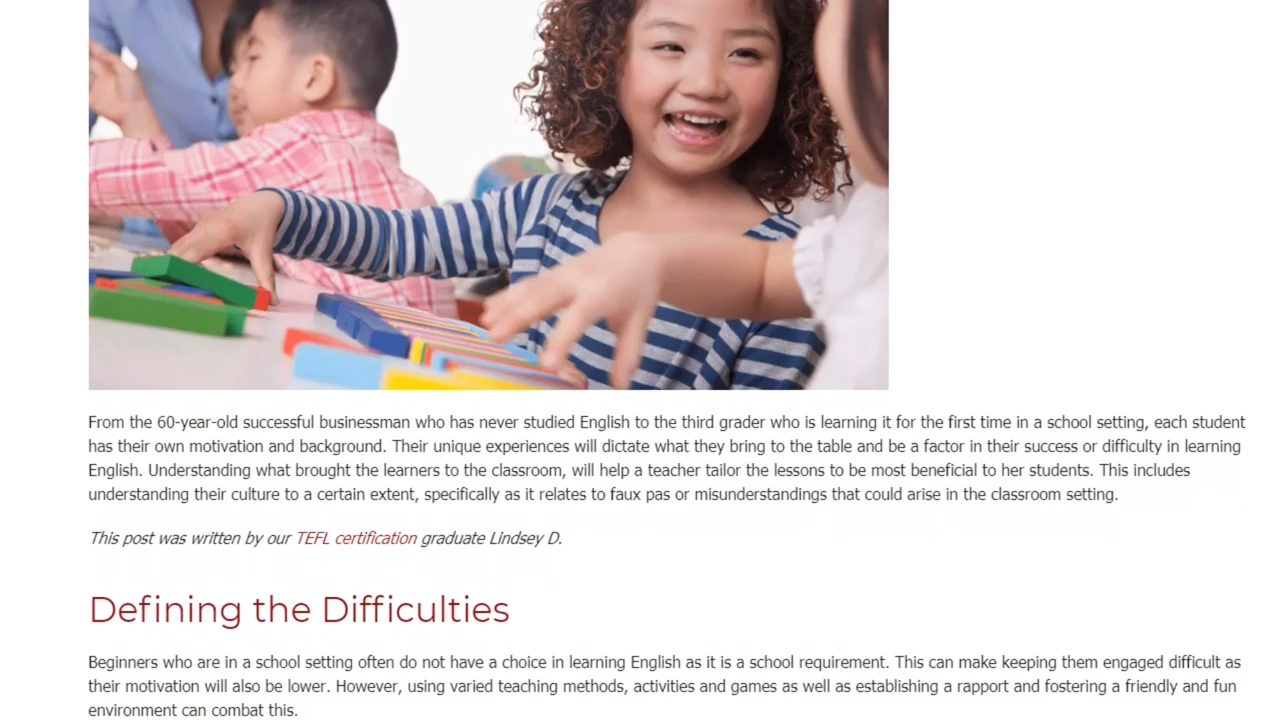 From the 60-year-old successful businessman who has never studied English to the third grader who is learning it for the first time in a school setting, each student
has their own motivation and background. Their unique experiences will dictate what they bring to the table and be a factor in their success or difficulty in learning
English. Understanding what brought the learners to the classroom, will help a teacher tailor the lessons to be most beneficial to her students. This includes
understanding their culture to a certain extent, specifically as it relates to faux pas or misunderstandings that could arise in the classroom setting.
This post was written by our TEFL certification graduate Lindsey D.
Defining the Difficulties
Beginners who are in a school setting often do not have a choice in learning English as it is a school requirement. This can make keeping them engaged difficult as
their motivation will also be lower. However, using varied teaching methods, activities and games as well as establishing a rapport and fostering a friendly and fun
environment can combat this.